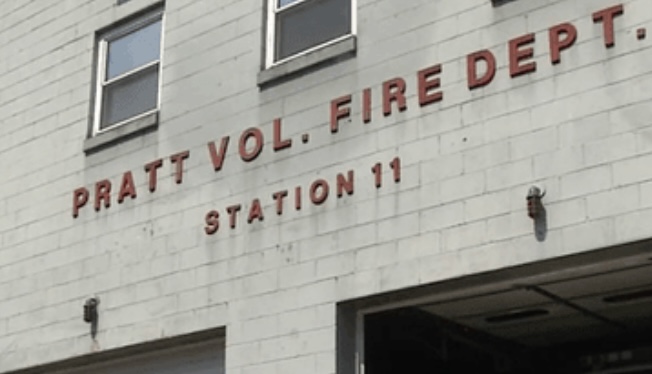 PRATT VOL. FIRE DEPT.
STATION 11